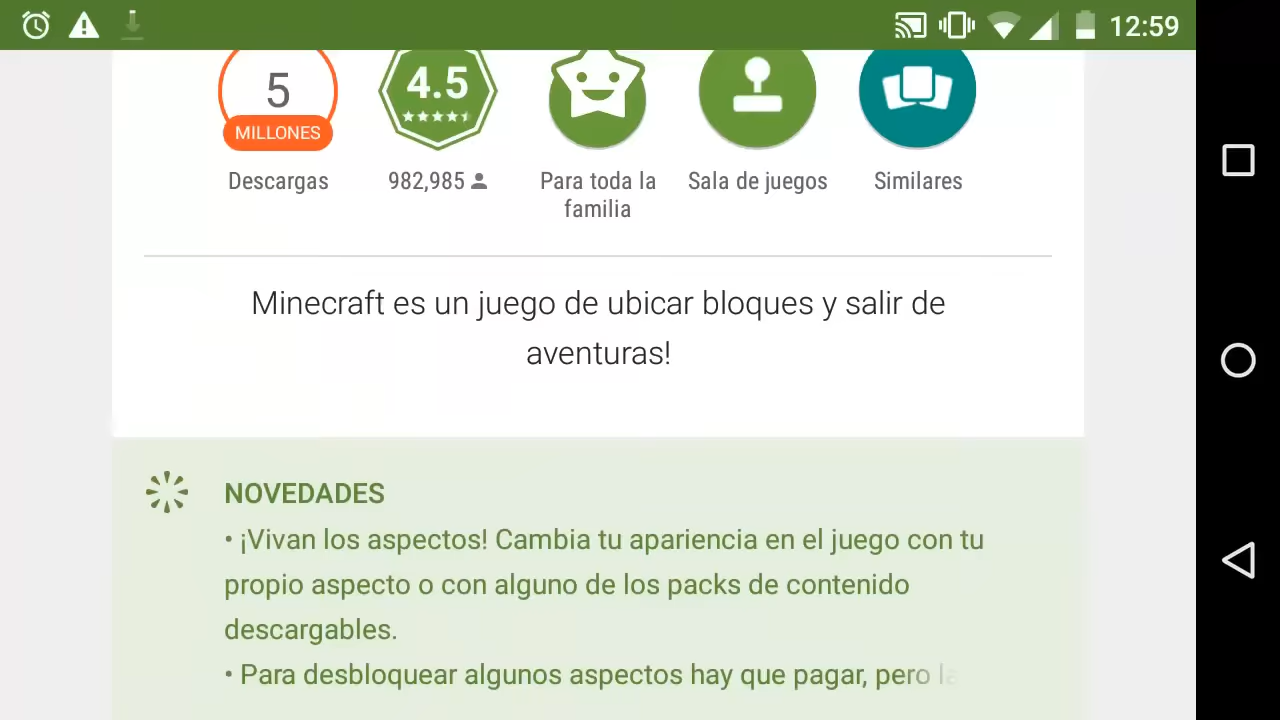 12:59
5
MILLONES
4.5
Descargas
982,985
Para toda la
familia
Sala de juegos
Similares
Minecraft es un juego de ubicar bloques y salir de
aventuras!
NOVEDADES
• ¡Vivan los aspectos! Cambia tu apariencia en el juego con tu
propio aspecto o con alguno de los packs de contenido
descargables.
• Para desbloquear algunos aspectos hay que pagar, pero la